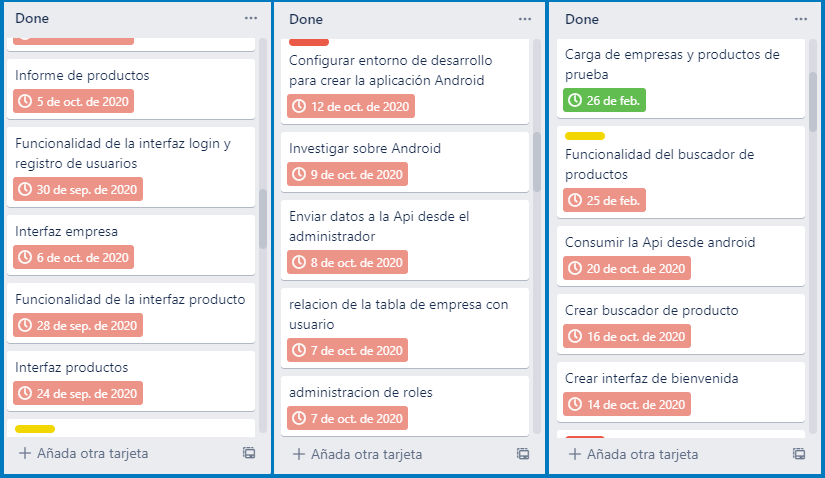 Done
Informe de productos
5 de oct. de 2020
Funcionalidad de la interfaz login y
registro de usuarios
30 de sep. de 2020
Interfaz empresa
6 de oct. de 2020
Funcionalidad de la interfaz producto
28 de sep. de 2020
Interfaz productos
24 de sep. de 2020
Añada otra tarjeta
Done
Configurar entorno de desarrollo
para crear la aplicación Android
12 de oct. de 2020
Investigar sobre Android
9 de oct. de 2020
Enviar datos a la Api desde el
administrador
8 de oct. de 2020
relacion de la tabla de empresa con
usuario
7 de oct. de 2020
administracion de roles
7 de oct. de 2020
Añada otra tarjeta
Done
Carga de empresas y productos de
prueba
26 de feb.
Funcionalidad del buscador de
productos
25 de feb.
Consumir la Api desde android
20 de oct. de 2020
Crear buscador de producto
16 de oct. de 2020
Crear interfaz de bienvenida
14 de oct. de 2020
Añada otra tarjeta